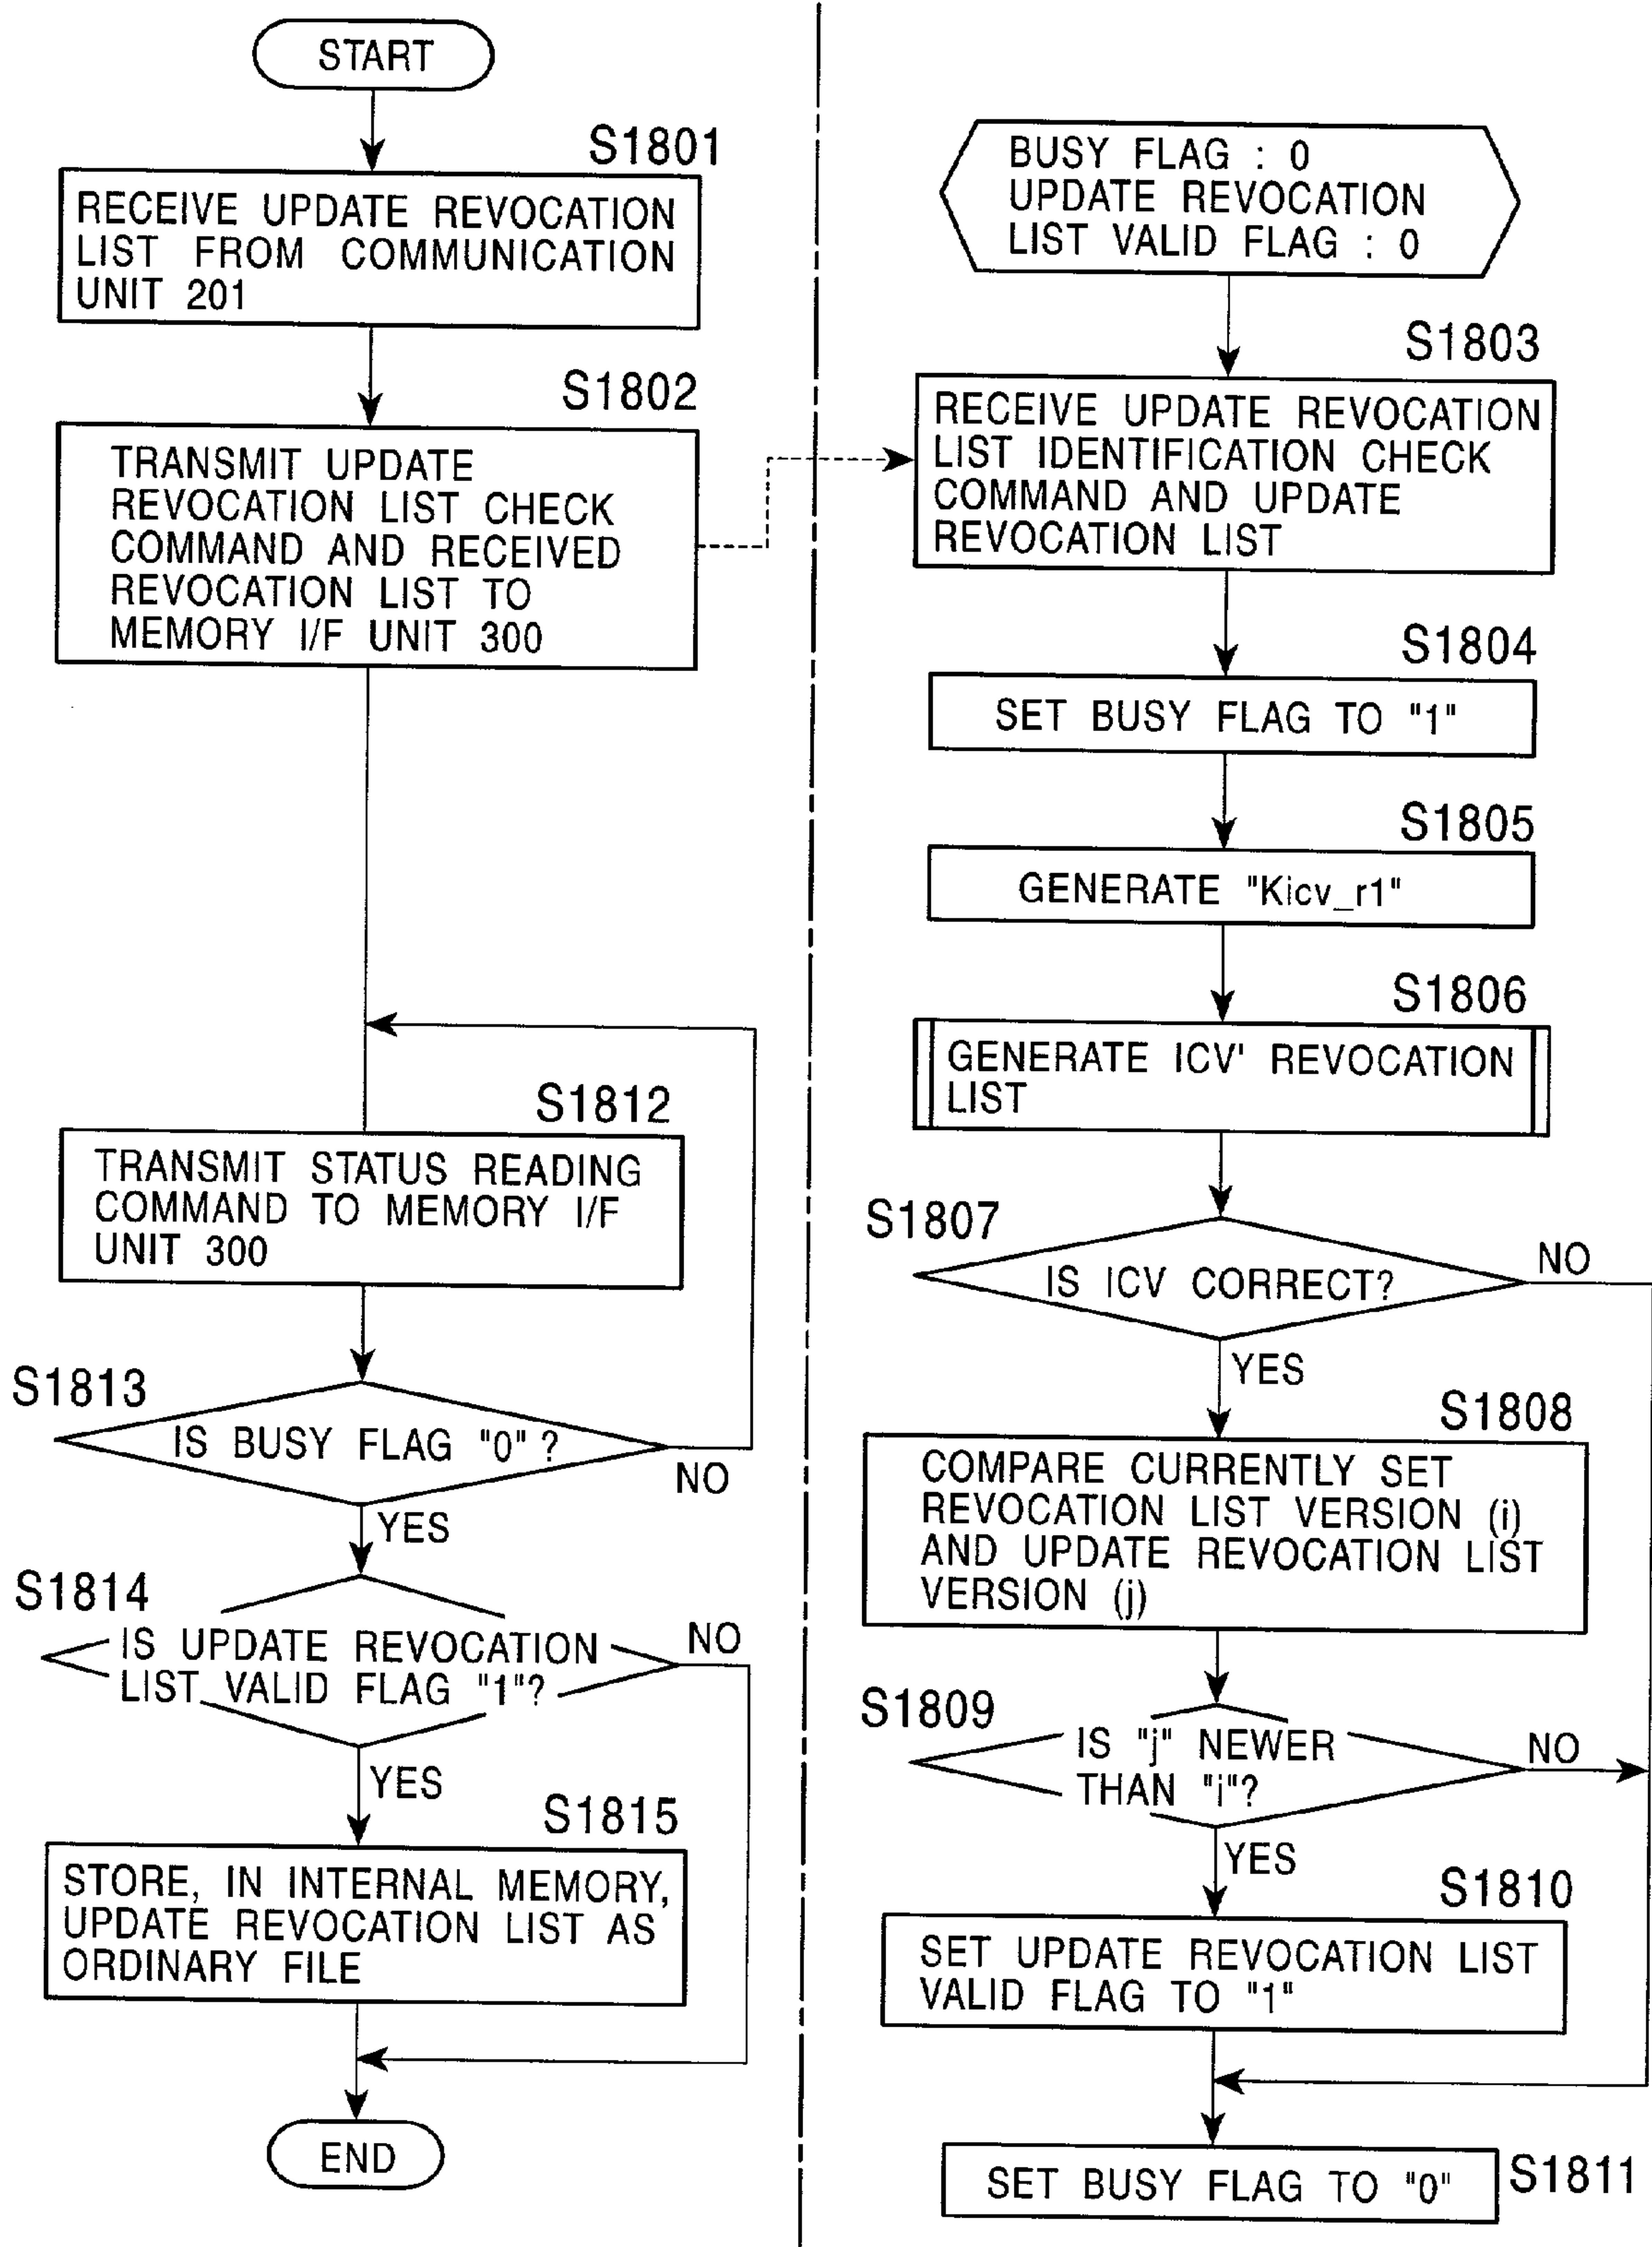 START
S1801
RECEIVE UPDATE REVOCATION
LIST FROM COMMUNICATION
UNIT 201
S1802
TRANSMIT UPDATE
REVOCATION LIST CHECK
COMMAND AND RECEIVED
REVOCATION LIST TO
MEMORY I/F UNIT 300
S1812
TRANSMIT STATUS READING
COMMAND TO MEMORY I/F
UNIT 300
S1813
IS BUSY FLAG "0" ?
NO
YES
S1814
IS UPDATE REVOCATION
LIST VALID FLAG "1"?
NO
YES
S1815
STORE, IN INTERNAL MEMORY,
UPDATE REVOCATION LIST AS
ORDINARY FILE
END
BUSY FLAG : 0
UPDATE REVOCATION
LIST VALID FLAG : 0
S1803
RECEIVE UPDATE REVOCATION
LIST IDENTIFICATION CHECK
COMMAND AND UPDATE
REVOCATION LIST
S1804
SET BUSY FLAG TO "1"
S1805
GENERATE "Kicv_r1"
S1806
GENERATE ICV' REVOCATION
LIST
S1807
IS ICV CORRECT?
NO
YES
S1808
COMPARE CURRENTLY SET
REVOCATION LIST VERSION (i)
AND UPDATE REVOCATION LIST
VERSION (j)
S1809
IS "j" NEWER
THAN "i"?
NO
YES
S1810
SET UPDATE REVOCATION LIST
VALID FLAG TO "1"
SET BUSY FLAG TO "0"
S1811